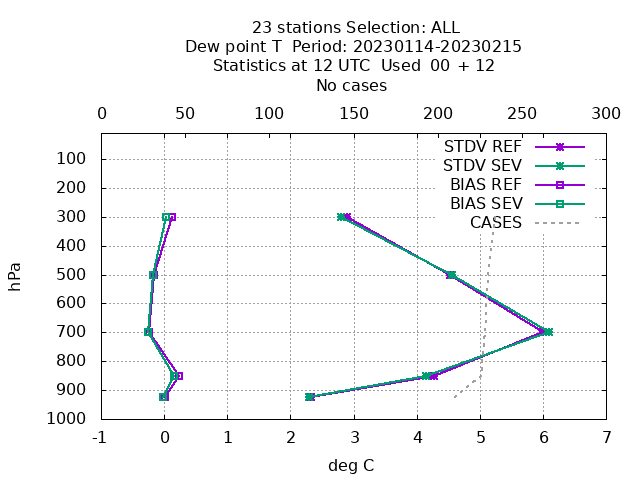 23 stations Selection: ALL
Dew point T  Period: 20230114-20230215
Statistics at 12 UTC  Used  00 + 12
No cases
0 50 100 150 200 250 300
STDV REF
STDV SEV
BIAS REF
BIAS SEV
CASES
hPa
100
200
300
400
500
600
700
800
900
1000
-1 0 1 2 3 4 5 6 7
deg C